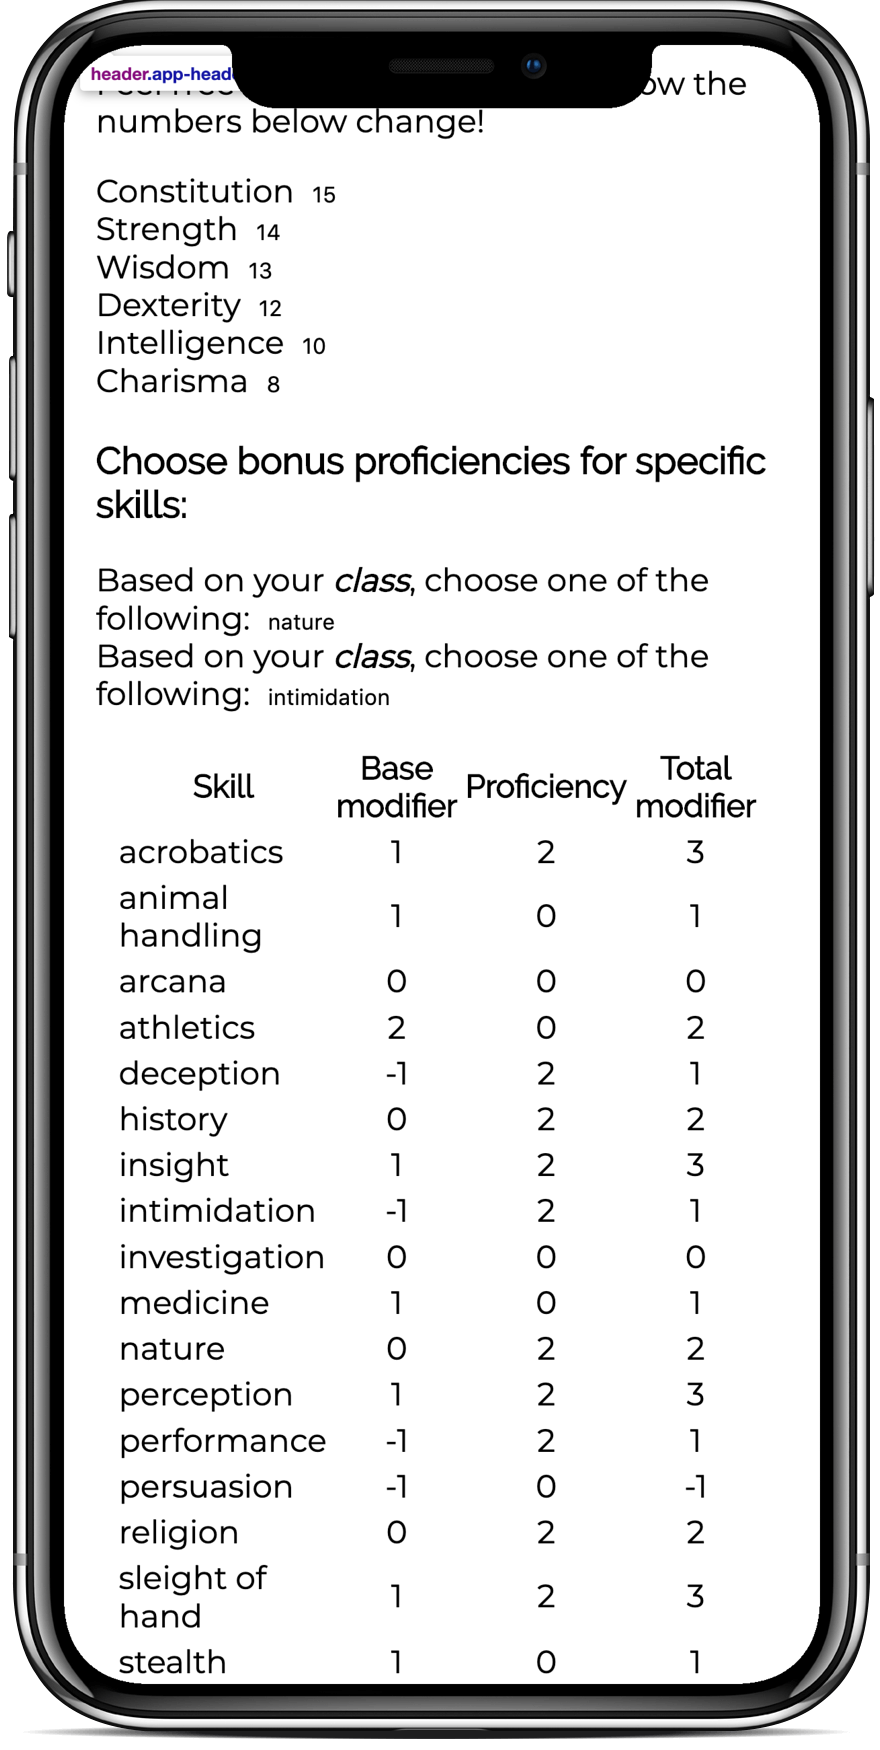 header.app-head
ow the
numbers below change!
Constitution 15
Strength 14
Wisdom 13
Dexterity 12
Intelligence 10
Charisma 8
Choose bonus proficiencies for specific
skills:
Based on your class, choose one of the
following: nature
Based on your class, choose one of the
following: intimidation
Skill Base modifier Proficiency Total modifier
acrobatics 1 2 3
animal handling 1 0 1
arcana 0 0 0
athletics 2 0 2
deception -1 2 1
history 0 2 2
insight 1 2 3
intimidation -1 2 1
investigation 0 0 0
medicine 1 0 1
nature 0 2 2
perception 1 2 3
performance -1 2 1
persuasion -1 0 -1
religion 0 2 2
sleight of hand 1 2 3
stealth 1 0 1